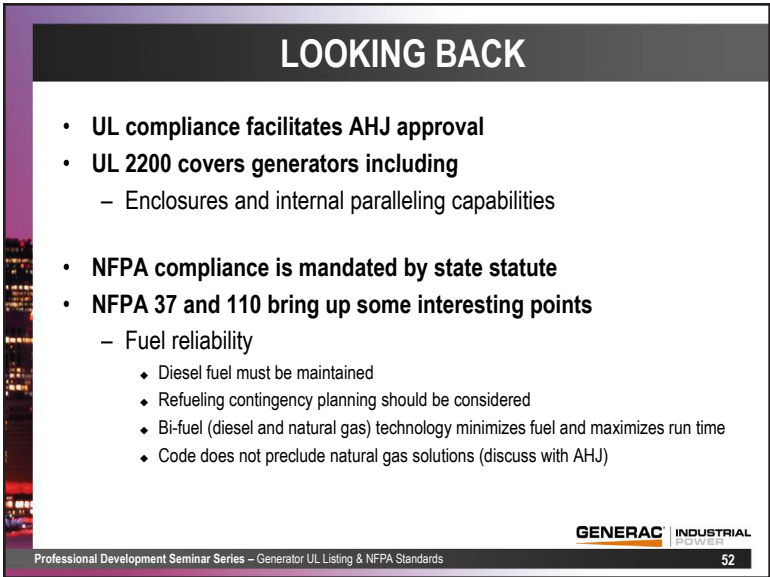 LOOKING BACK
• UL compliance facilitates AHJ approval
• UL 2200 covers generators including
– Enclosures and internal paralleling capabilities
• NFPA compliance is mandated by state statute
• NFPA 37 and 110 bring up some interesting points
– Fuel reliability
◆ Diesel fuel must be maintained
◆ Refueling contingency planning should be considered
◆ Bi-fuel (diesel and natural gas) technology minimizes fuel and maximizes run time
◆ Code does not preclude natural gas solutions (discuss with AHJ)
GENERAC | INDUSTRIAL
POWER
Professional Development Seminar Series – Generator UL Listing & NFPA Standards 52